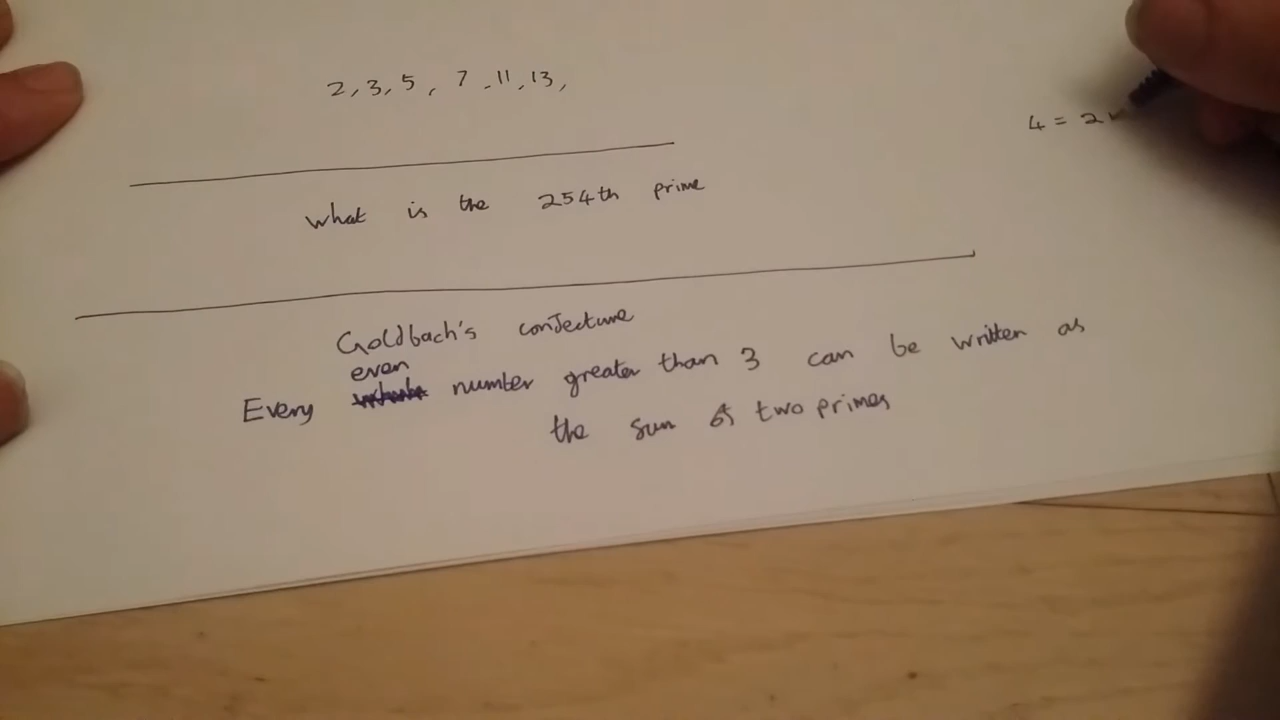 2, 3, 5, 7, 11, 13,
4 = 2
What is the 254th prime
Goldbach's conjecture
even
Every number greater than 3 can be written as
the sum of two primes